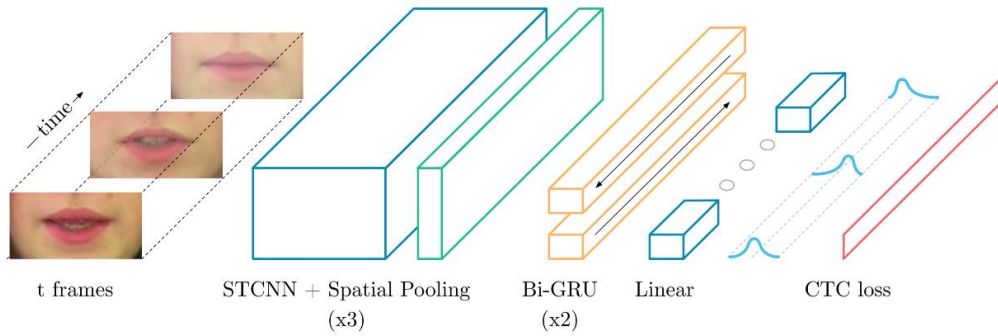 time
t frames
STCNN + Spatial Pooling
(x3)
Bi-GRU
(x2)
Linear
CTC loss